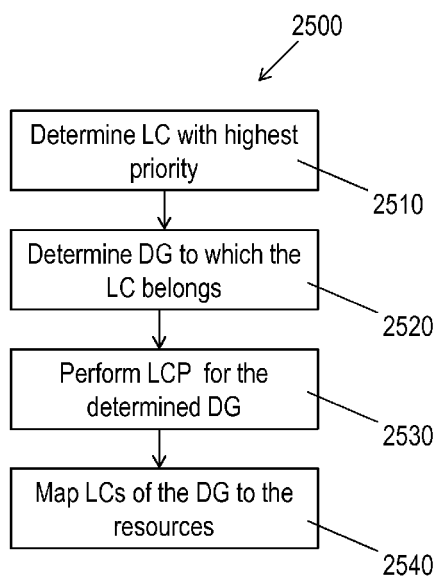 2500
Determine LC with highest
priority
2510
Determine DG to which the
LC belongs
2520
Perform LCP for the
determined DG
2530
Map LCs of the DG to the
resources
2540